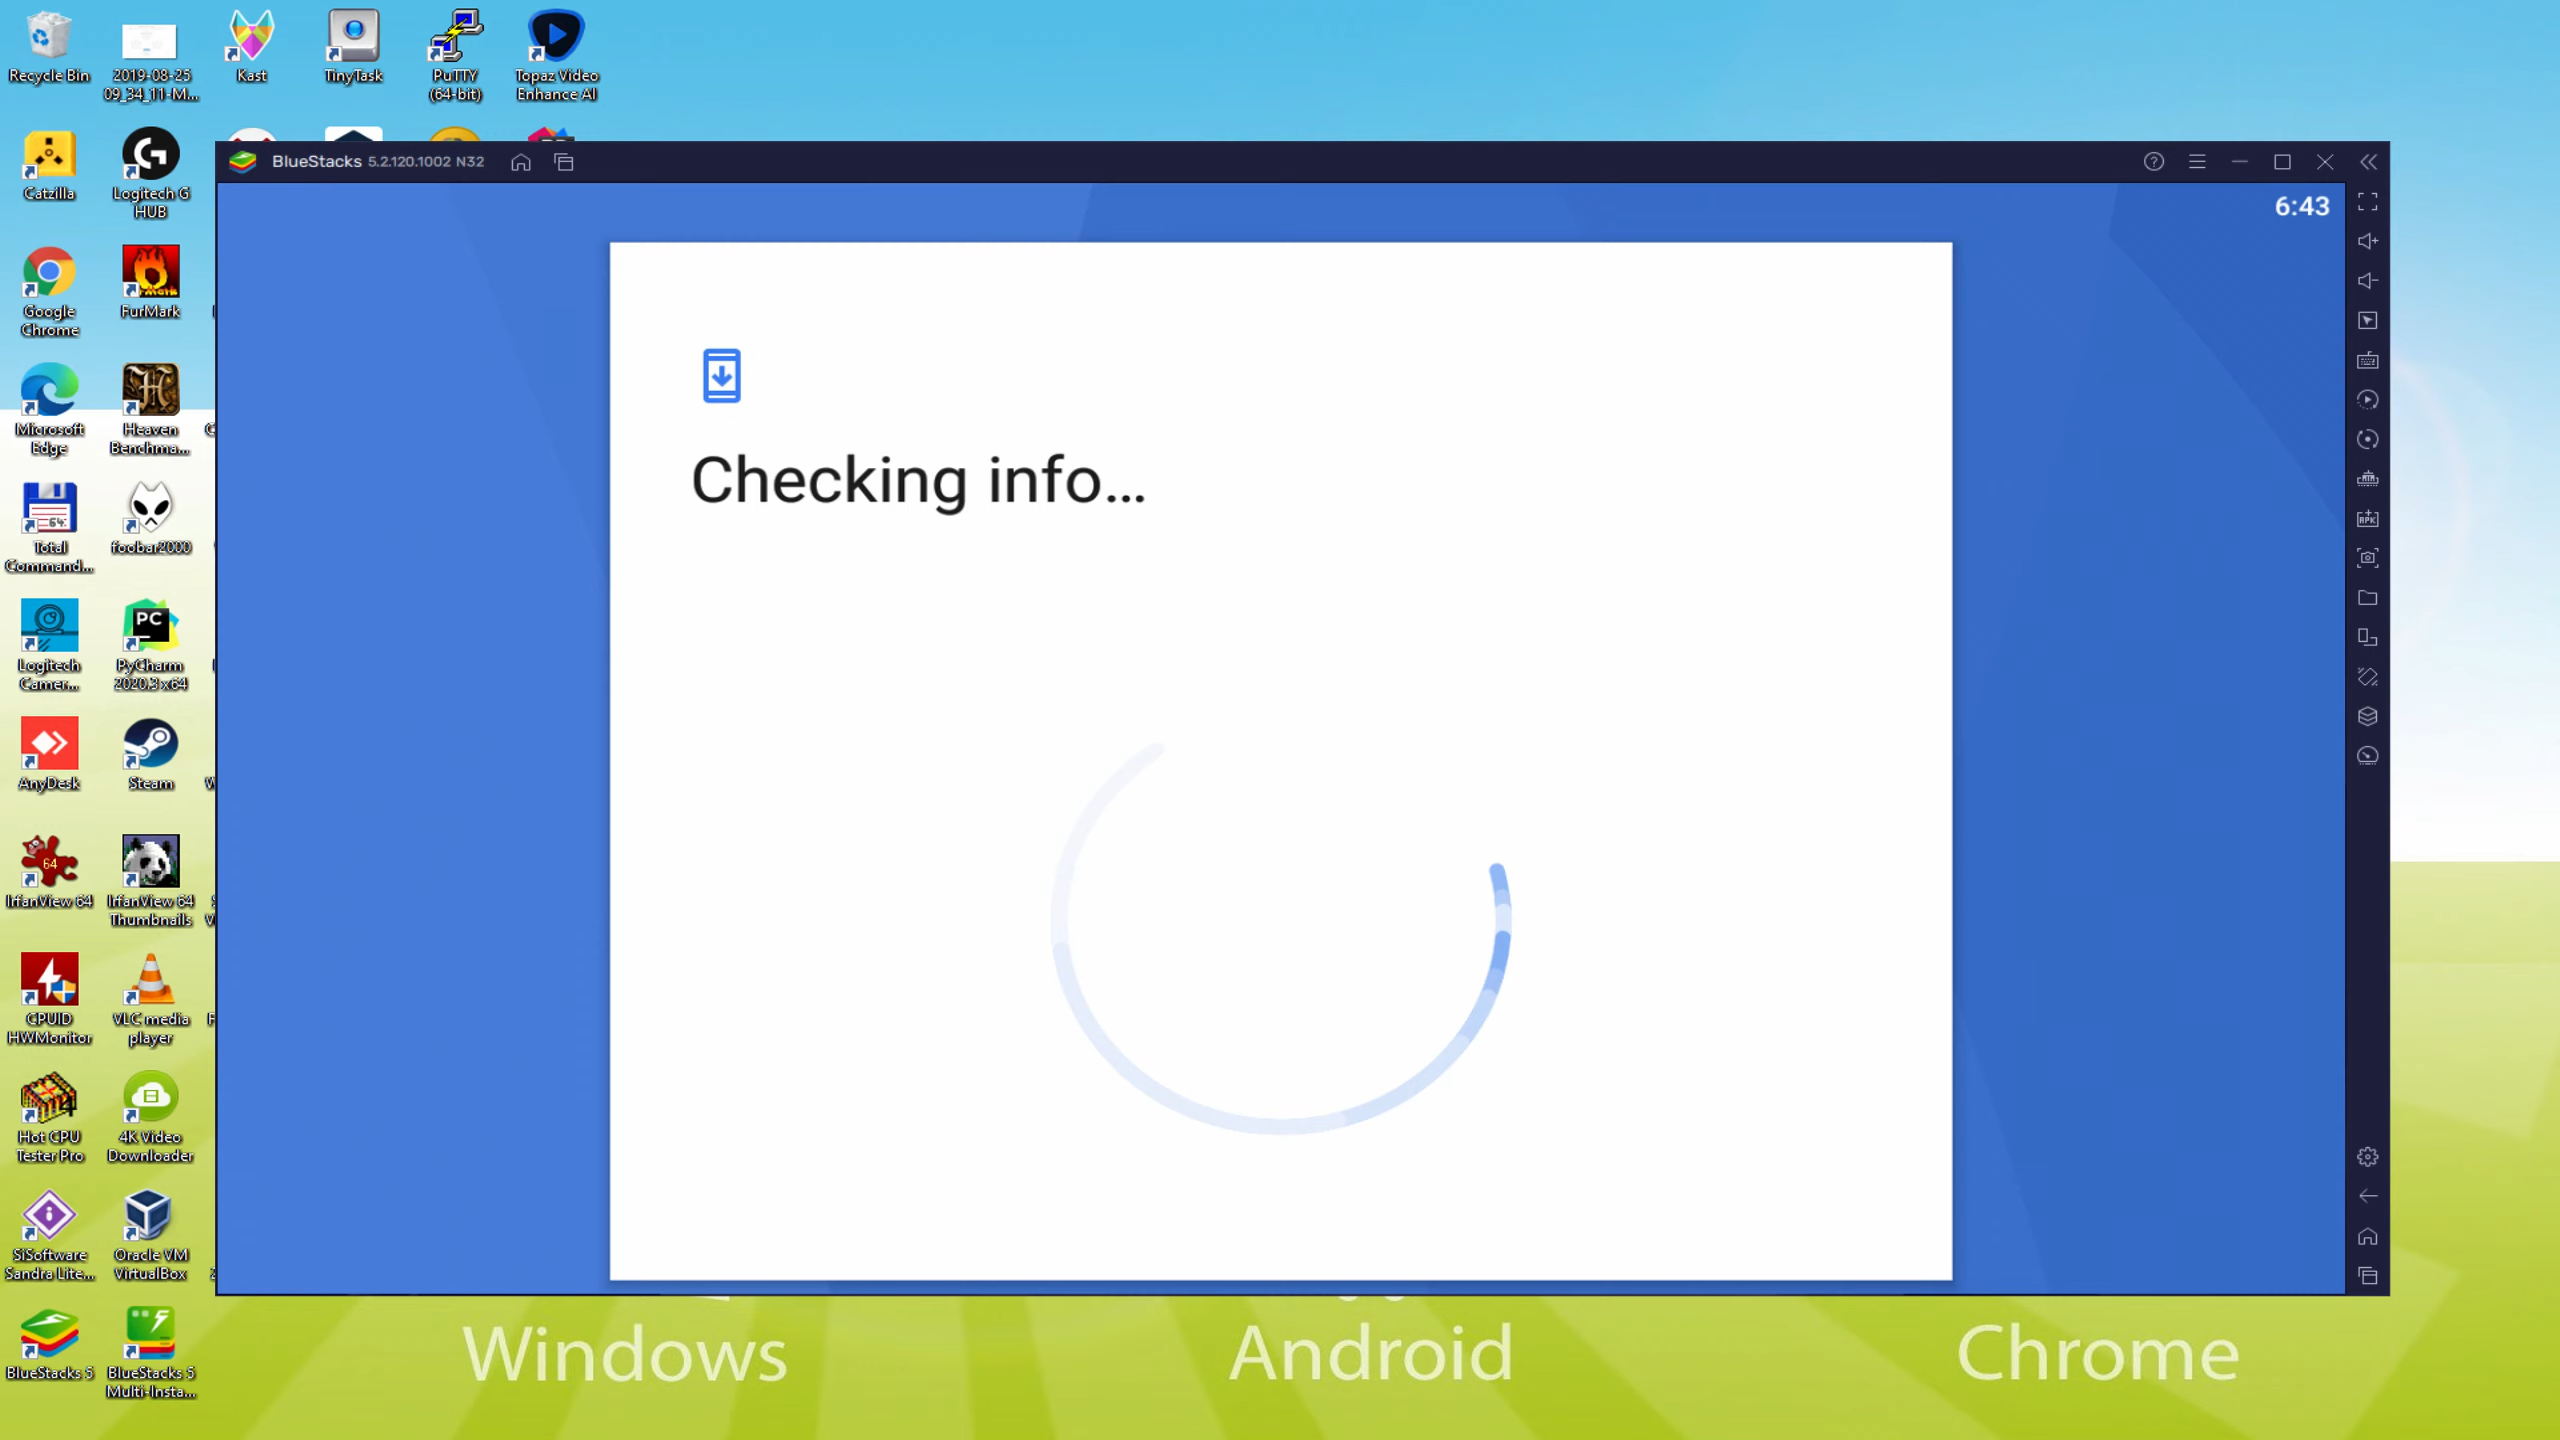 Recycle Bin
2019-08-25
09_34_11-M...
Kast
TinyTask
PuTTY
(64-bit)
Topaz Video
Enhance AI
Catzilla
Logitech G
HUB
BlueStacks 5.2.120.1002 N32
6:43
Google
Chrome
FurMark
Checking info...
Microsoft
Edge
Heaven
Benchma...
Total
Command...
foobar2000
Logitech
Camer...
PC
PyCharm
2020.3 x64
AnyDesk
Steam
64
IrfanView 64
IrfanView 64
Thumbnails
CPUID
HWMonitor
VLC media
player
Hot CPU
Tester Pro
4K Video
Downloader
SiSoftware
Sandra Lite...
Oracle VM
VirtualBox
BlueStacks 5
BlueStacks 5
Multi-Insta...
Windows
Android
Chrome